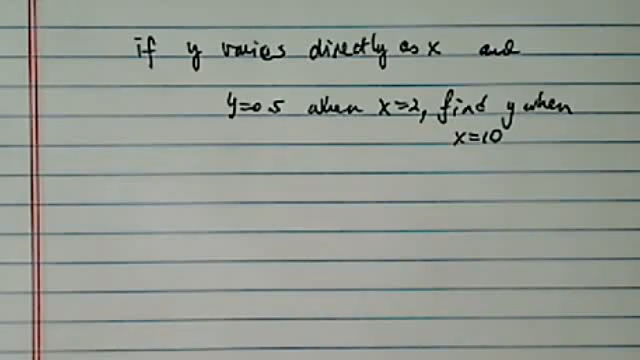 if y varies directly as x and
y=0.5 when x=2, find y when
x=10